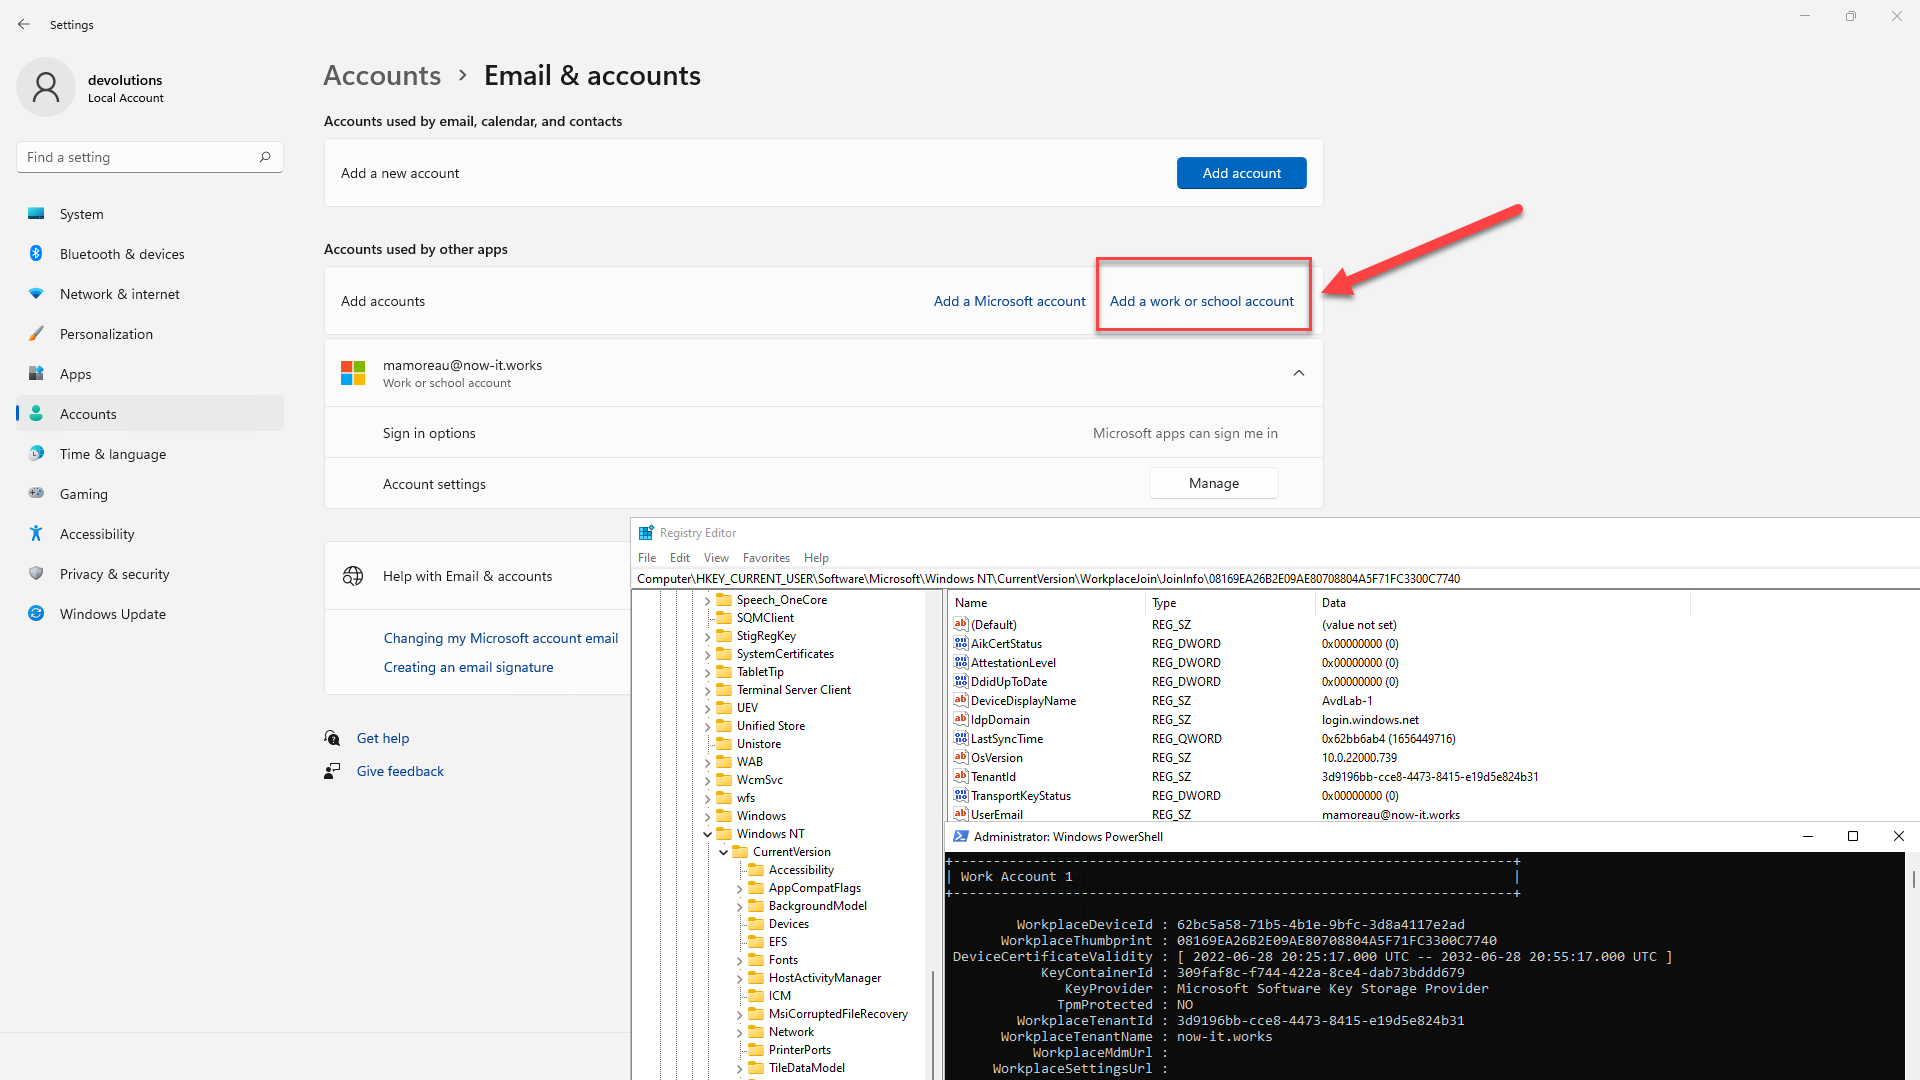 Settings
devolutions
Local Account
Find a setting
System
Bluetooth & devices
Network & internet
Personalization
Apps
Accounts
Time & language
Gaming
Accessibility
Privacy & security
Windows Update
Accounts > Email & accounts
Accounts used by email, calendar, and contacts
Add a new account
Add account
Accounts used by other apps
Add accounts
Add a Microsoft account
Add a work or school account
mamoreau@now-it.works
Work or school account
Sign in options
Microsoft apps can sign me in
Account settings
Manage
Help with Email & accounts
Changing my Microsoft account email
Creating an email signature
Get help
Give feedback
Registry Editor
File Edit View Favorites Help
Computer\HKEY_CURRENT_USER\Software\Microsoft\Windows NT\CurrentVersion\WorkplaceJoin\JoinInfo\08169EA26B2E09AE80708804A5F71FC3300C7740
Speech_OneCore
SQMClient
StigRegKey
SystemCertificates
TabletTip
Terminal Server Client
UEV
Unified Store
Unistore
WAB
WcmSvc
wfs
Windows
Windows NT
CurrentVersion
Accessibility
AppCompatFlags
BackgroundModel
Devices
EFS
Fonts
HostActivityManager
ICM
MsiCorruptedFileRecovery
Network
PrinterPorts
TileDataModel
Name Type Data
(Default) REG_SZ (value not set)
AikCertStatus REG_DWORD 0x00000000 (0)
AttestationLevel REG_DWORD 0x00000000 (0)
DdidUpToDate REG_DWORD 0x00000000 (0)
DeviceDisplayName REG_SZ AvdLab-1
IdpDomain REG_SZ login.windows.net
LastSyncTime REG_QWORD 0x62bb6ab4 (1656449716)
OsVersion REG_SZ 10.0.22000.739
TenantId REG_SZ 3d9196bb-cce8-4473-8415-e19d5e824b31
TransportKeyStatus REG_DWORD 0x00000000 (0)
UserEmail REG_SZ mamoreau@now-it.works
Administrator: Windows PowerShell
+----------------------------------------------------------------------+
| Work Account 1 |
+----------------------------------------------------------------------+
WorkplaceDeviceId : 62bc5a58-71b5-4b1e-9bfc-3d8a4117e2ad
WorkplaceThumbprint : 08169EA26B2E09AE80708804A5F71FC3300C7740
DeviceCertificateValidity : [ 2022-06-28 20:25:17.000 UTC -- 2032-06-28 20:55:17.000 UTC ]
KeyContainerId : 309faf8c-f744-422a-8ce4-dab73bddd679
KeyProvider : Microsoft Software Key Storage Provider
TpmProtected : NO
WorkplaceTenantId : 3d9196bb-cce8-4473-8415-e19d5e824b31
WorkplaceTenantName : now-it.works
WorkplaceMdmUrl :
WorkplaceSettingsUrl :